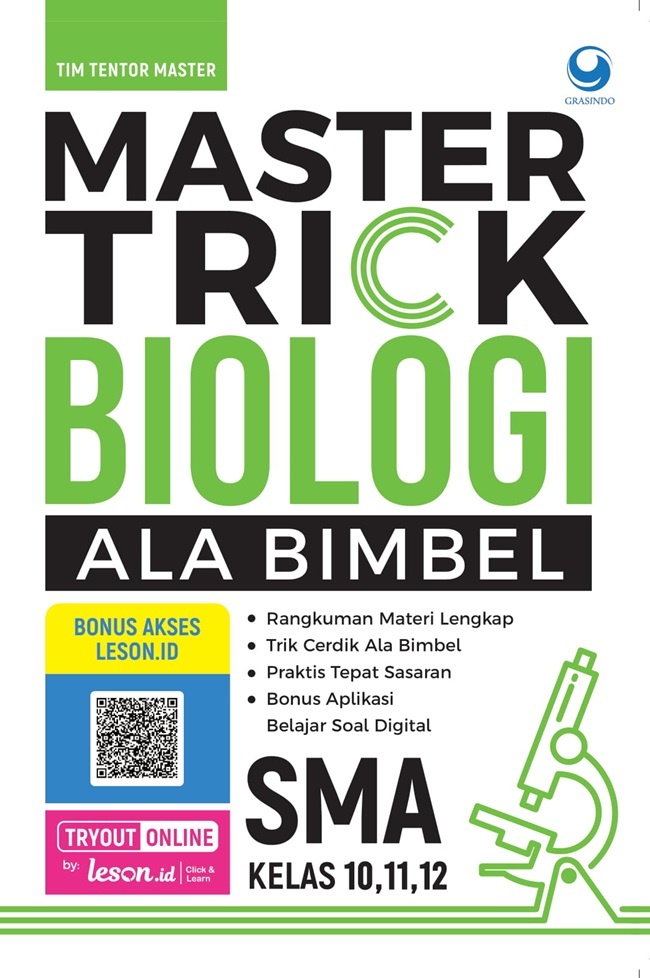 TIM TENTOR MASTER
GRASINDO
MASTER
TRICK
BIOLOGI
ALA BIMBEL
BONUS AKSES
LESON.ID
• Rangkuman Materi Lengkap
• Trik Cerdik Ala Bimbel
• Praktis Tepat Sasaran
• Bonus Aplikasi
Belajar Soal Digital
SMA
KELAS 10,11,12
TRYOUT ONLINE
by: leson.id Click &
Learn